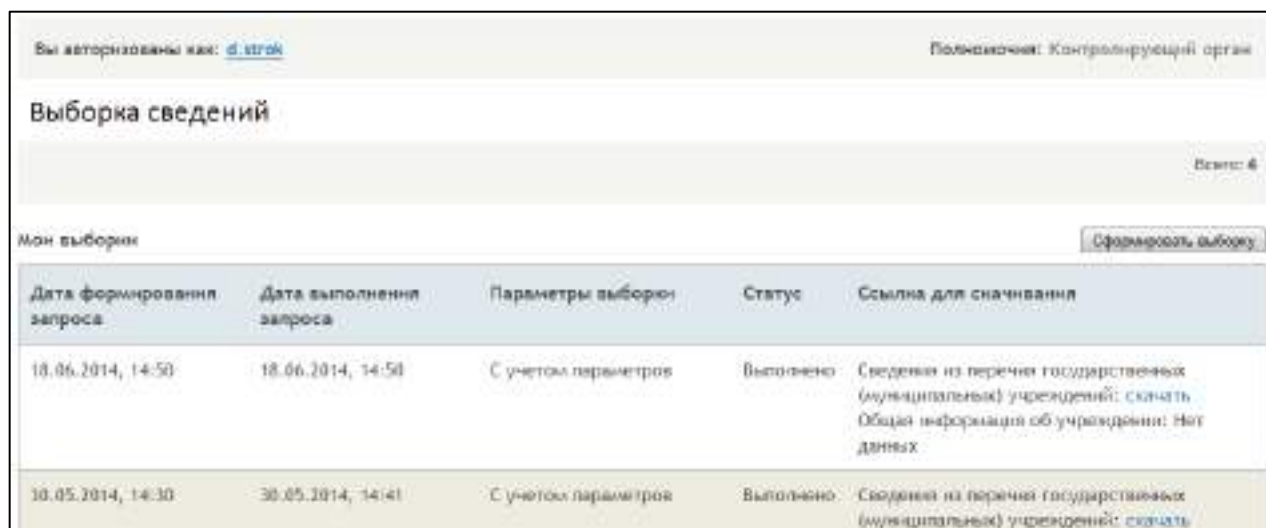 Вы авторизованы как: d.strok
Полномочия: Контролирующий орган
Выборка сведений
Всего: 4
Мои выборки
Сформировать выборку
Дата формирования запроса
Дата выполнения запроса
Параметры выборки
Статус
Ссылка для скачивания
18.06.2014, 14:50
18.06.2014, 14:50
С учетом параметров
Выполнено
Сведения из перечня государственных
(муниципальных) учреждений: скачать
Общая информация об учреждении: Нет
данных
30.05.2014, 14:30
30.05.2014, 14:41
С учетом параметров
Выполнено
Сведения из перечня государственных
(муниципальных) учреждений: скачать